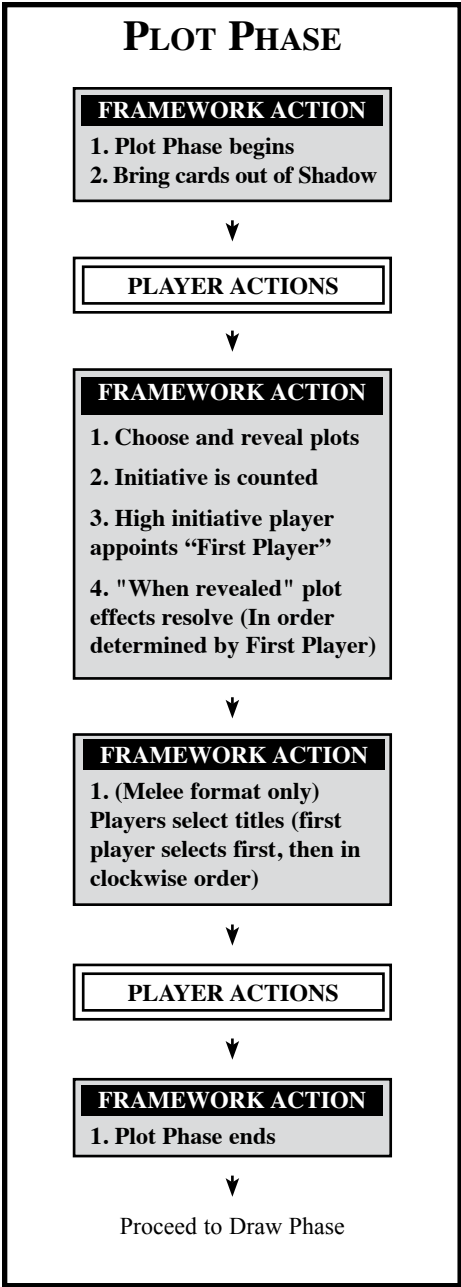 PLOT PHASE
FRAMEWORK ACTION
1. Plot Phase begins
2. Bring cards out of Shadow
PLAYER ACTIONS
FRAMEWORK ACTION
1. Choose and reveal plots
2. Initiative is counted
3. High initiative player
appoints “First Player”
4. "When revealed" plot
effects resolve (In order
determined by First Player)
FRAMEWORK ACTION
1. (Melee format only)
Players select titles (first
player selects first, then in
clockwise order)
PLAYER ACTIONS
FRAMEWORK ACTION
1. Plot Phase ends
Proceed to Draw Phase